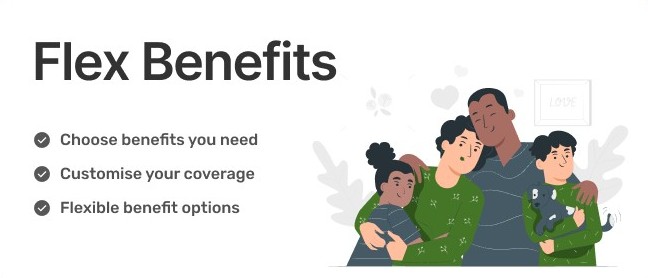 Flex Benefits
LOVE
Choose benefits you need
Customise your coverage
Flexible benefit options